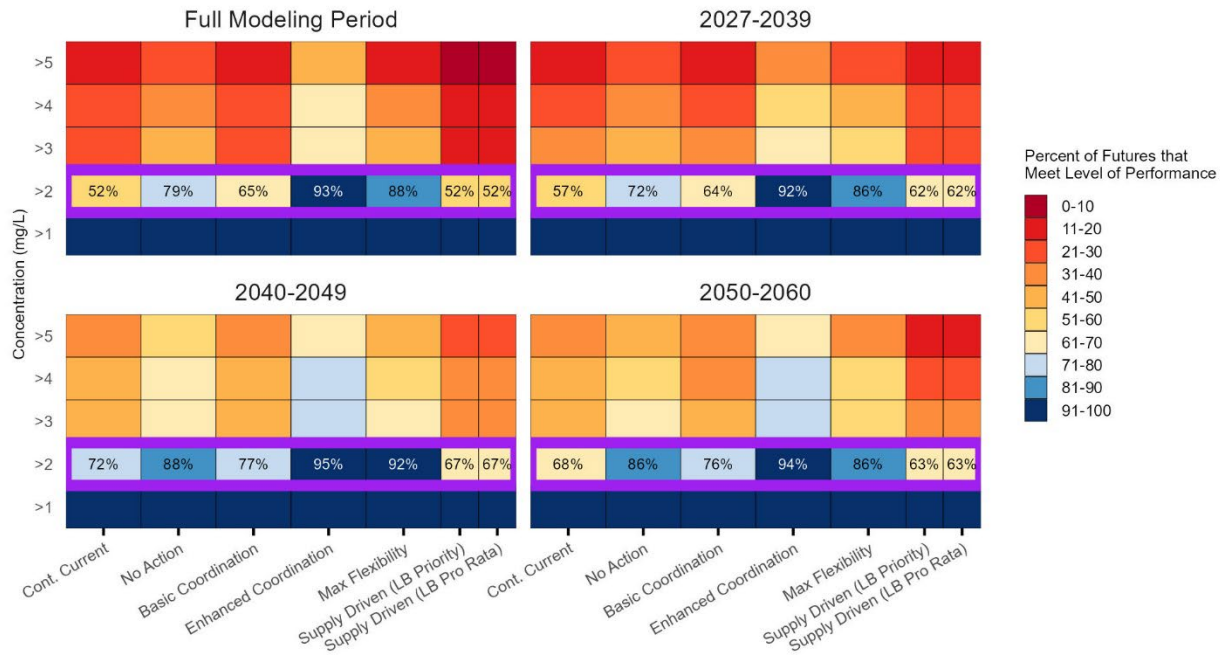 Full Modeling Period
2027-2039
Concentration (mg/L)
>5
>4
>3
>2
>1
52% 79% 65% 93% 88% 52% 52%
57% 72% 64% 92% 86% 62% 62%
2040-2049
2050-2060
>5
>4
>3
>2
>1
72% 88% 77% 95% 92% 67% 67%
68% 86% 76% 94% 86% 63% 63%
Cont. Current
No Action
Basic Coordination
Enhanced Coordination
Max Flexibility
Supply Driven (LB Priority)
Supply Driven (LB Pro Rata)
Cont. Current
No Action
Basic Coordination
Enhanced Coordination
Max Flexibility
Supply Driven (LB Priority)
Supply Driven (LB Pro Rata)
Percent of Futures that
Meet Level of Performance
0-10
11-20
21-30
31-40
41-50
51-60
61-70
71-80
81-90
91-100